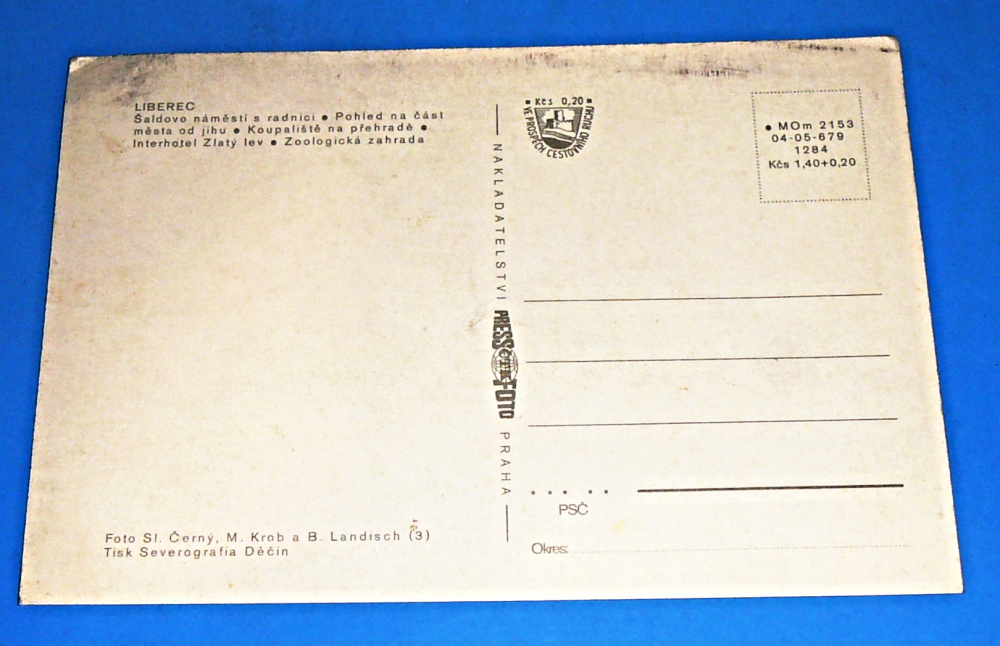 LIBEREC
Šaldovo náměstí s radnicí ● Pohled na část
města od jihu ● Koupaliště na přehradě ●
Interhotel Zlatý lev ● Zoologická zahrada
Foto Sl. Černý, M. Krob a B. Landisch (3)
Tisk Severografia Děčín
NAKLADATELSTVÍ PRESSFOTO PRAHA
Kčs 0,20
VE PROSPĚCH CESTOVNÍHO RUCHU
● MOm 2153
04-05-679
1284
Kčs 1,40+0,20
PSČ
Okres: